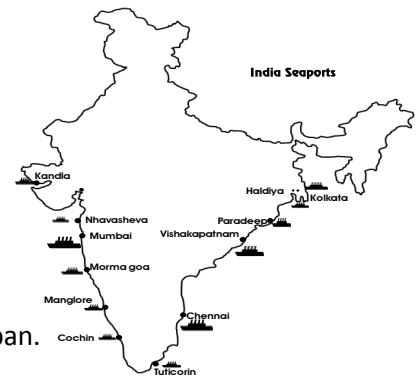 India Seaports
Kandla
Haldiya
Kolkata
Nhavasheva
Paradeep
Mumbai
Vishakapatnam
Morma goa
Manglore
Chennai
Cochin
Tuticorin